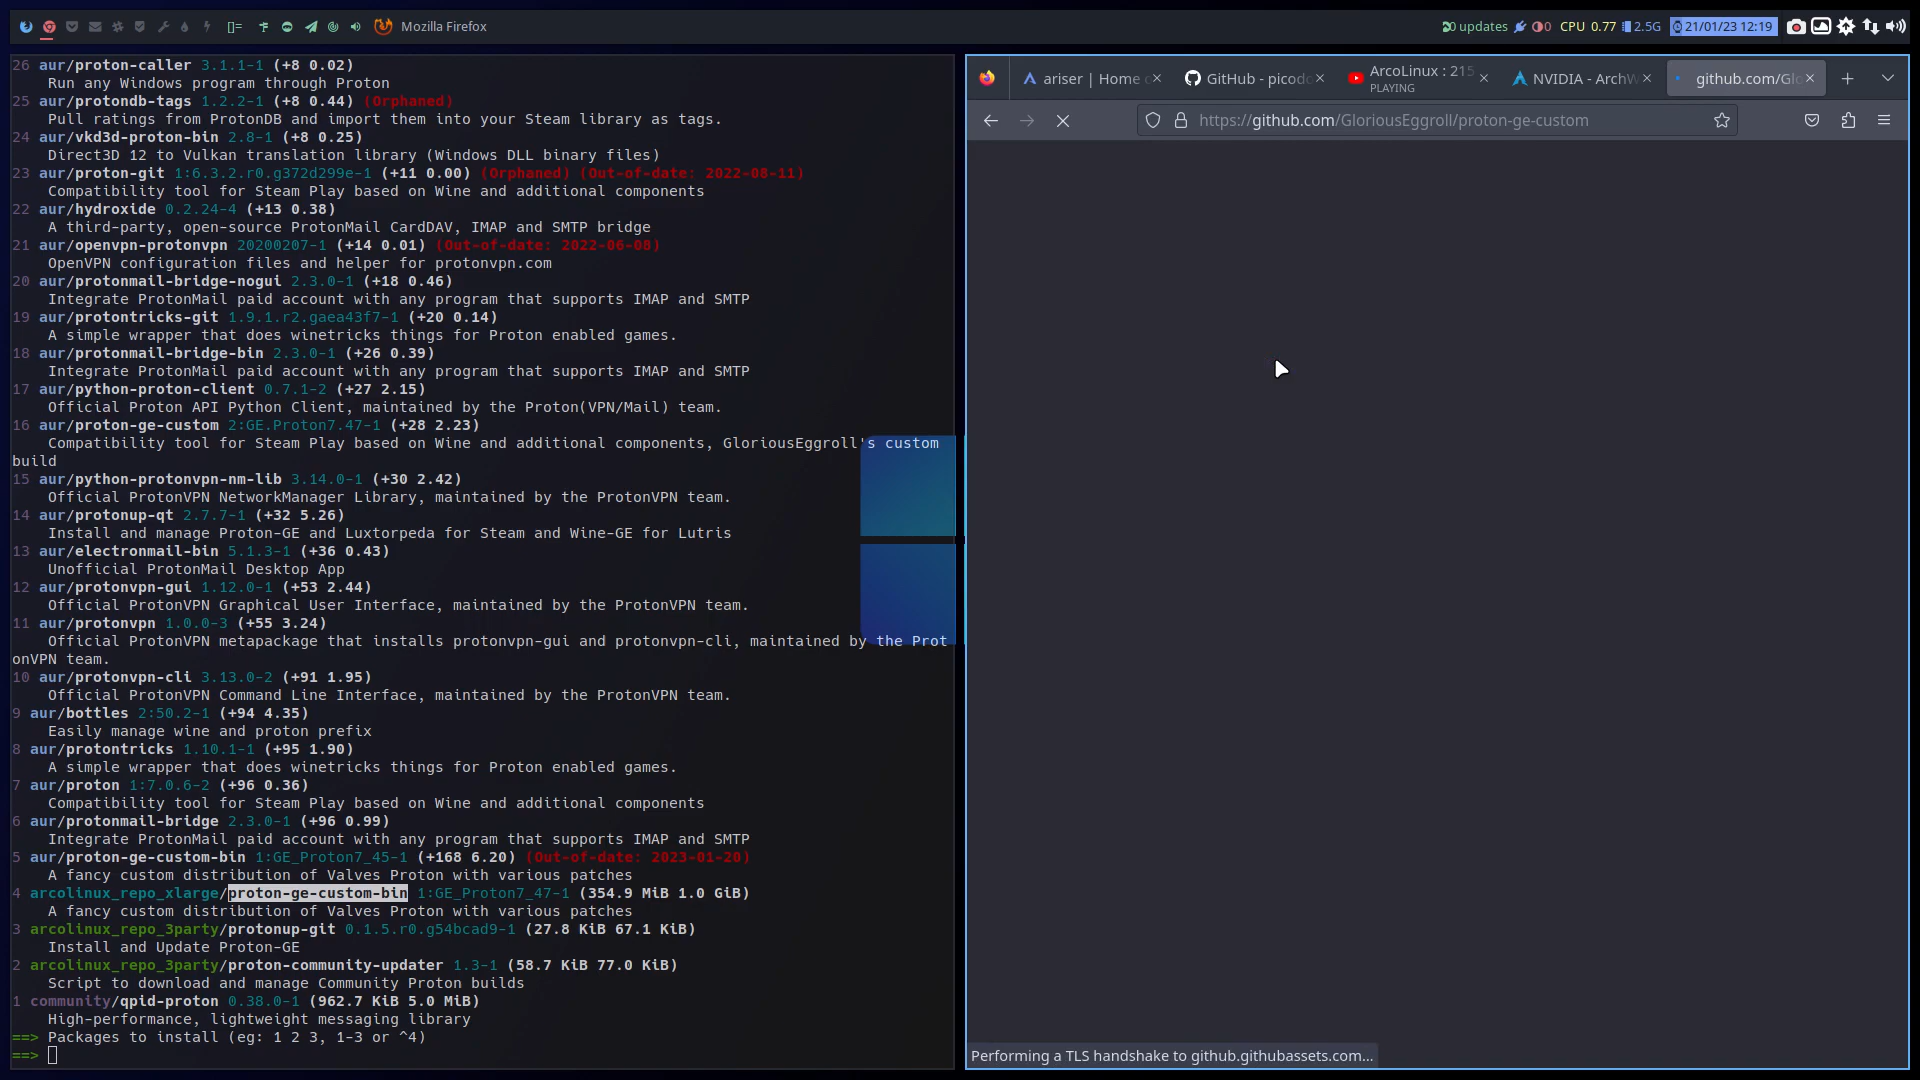 []=
Mozilla Firefox
20 updates
0
CPU 0.77
2.5G
21/01/23 12:19
26 aur/proton-caller 3.1.1-1 (+8 0.02)
Run any Windows program through Proton
25 aur/protondb-tags 1.2.2-1 (+8 0.44) (Orphaned)
Pull ratings from ProtonDB and import them into your Steam library as tags.
24 aur/vkd3d-proton-bin 2.8-1 (+8 0.25)
Direct3D 12 to Vulkan translation library (Windows DLL binary files)
23 aur/proton-git 1:6.3.2.r0.g372d299e-1 (+11 0.00) (Orphaned) (Out-of-date: 2022-08-11)
Compatibility tool for Steam Play based on Wine and additional components
22 aur/hydroxide 0.2.24-4 (+13 0.38)
A third-party, open-source ProtonMail CardDAV, IMAP and SMTP bridge
21 aur/openvpn-protonvpn 20200207-1 (+14 0.01) (Out-of-date: 2022-06-08)
OpenVPN configuration files and helper for protonvpn.com
20 aur/protonmail-bridge-nogui 2.3.0-1 (+18 0.46)
Integrate ProtonMail paid account with any program that supports IMAP and SMTP
19 aur/protontricks-git 1.9.1.r2.gaea43f7-1 (+20 0.14)
A simple wrapper that does winetricks things for Proton enabled games.
18 aur/protonmail-bridge-bin 2.3.0-1 (+26 0.39)
Integrate ProtonMail paid account with any program that supports IMAP and SMTP
17 aur/python-proton-client 0.7.1-2 (+27 2.15)
Official Proton API Python Client, maintained by the Proton(VPN/Mail) team.
16 aur/proton-ge-custom 2:GE.Proton7.47-1 (+28 2.23)
Compatibility tool for Steam Play based on Wine and additional components, GloriousEggroll's custom
build
15 aur/python-protonvpn-nm-lib 3.14.0-1 (+30 2.42)
Official ProtonVPN NetworkManager Library, maintained by the ProtonVPN team.
14 aur/protonup-qt 2.7.7-1 (+32 5.26)
Install and manage Proton-GE and Luxtorpeda for Steam and Wine-GE for Lutris
13 aur/electronmail-bin 5.1.3-1 (+36 0.43)
Unofficial ProtonMail Desktop App
12 aur/protonvpn-gui 1.12.0-1 (+53 2.44)
Official ProtonVPN Graphical User Interface, maintained by the ProtonVPN team.
11 aur/protonvpn 1.0.0-3 (+55 3.24)
Official ProtonVPN metapackage that installs protonvpn-gui and protonvpn-cli, maintained by the Prot
onVPN team.
10 aur/protonvpn-cli 3.13.0-2 (+91 1.95)
Official ProtonVPN Command Line Interface, maintained by the ProtonVPN team.
9 aur/bottles 2:50.2-1 (+94 4.35)
Easily manage wine and proton prefix
8 aur/protontricks 1.10.1-1 (+95 1.90)
A simple wrapper that does winetricks things for Proton enabled games.
7 aur/proton 1:7.0.6-2 (+96 0.36)
Compatibility tool for Steam Play based on Wine and additional components
6 aur/protonmail-bridge 2.3.0-1 (+96 0.99)
Integrate ProtonMail paid account with any program that supports IMAP and SMTP
5 aur/proton-ge-custom-bin 1:GE_Proton7_45-1 (+168 6.20) (Out-of-date: 2023-01-20)
A fancy custom distribution of Valves Proton with various patches
4 arcolinux_repo_xlarge/proton-ge-custom-bin 1:GE_Proton7_47-1 (354.9 MiB 1.0 GiB)
A fancy custom distribution of Valves Proton with various patches
3 arcolinux_repo_3party/protonup-git 0.1.5.r0.g54bcad9-1 (27.8 KiB 67.1 KiB)
Install and Update Proton-GE
2 arcolinux_repo_3party/proton-community-updater 1.3-1 (58.7 KiB 77.0 KiB)
Script to download and manage Community Proton builds
1 community/qpid-proton 0.38.0-1 (962.7 KiB 5.0 MiB)
High-performance, lightweight messaging library
==> Packages to install (eg: 1 2 3, 1-3 or ^4)
==>
ariser | Home
GitHub - picod
ArcoLinux : 215
PLAYING
NVIDIA - ArchW
github.com/Glo
https://github.com/GloriousEggroll/proton-ge-custom
Performing a TLS handshake to github.githubassets.com...